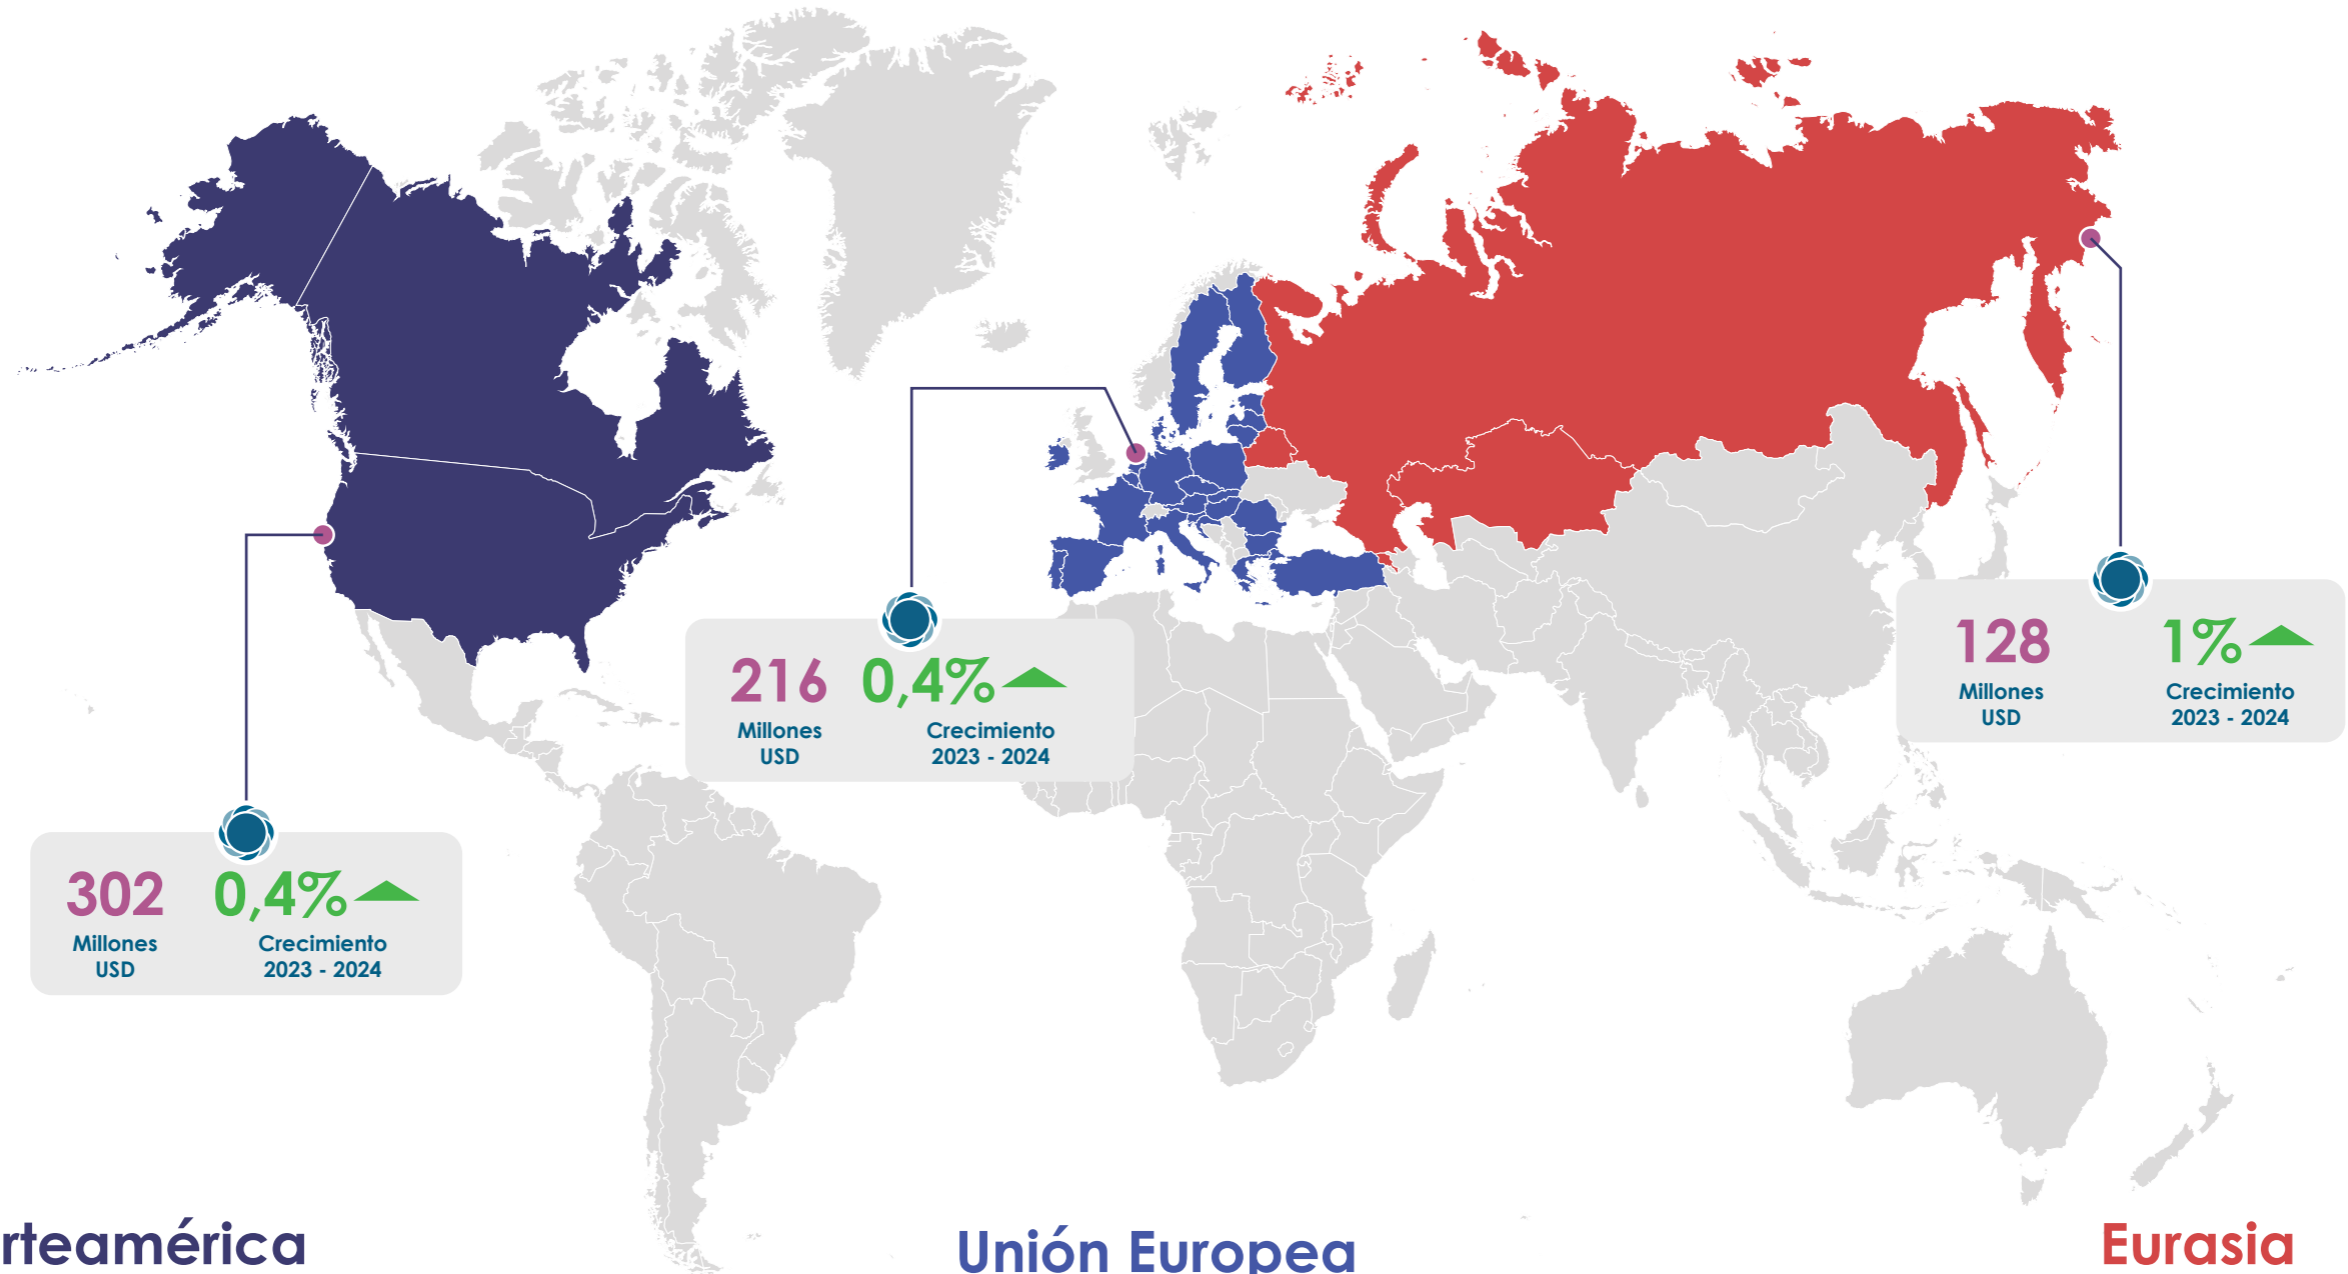 128 1%
Millones Crecimiento
USD 2023 - 2024
216 0,4%
Millones Crecimiento
USD 2023 - 2024
302 0,4%
Millones Crecimiento
USD 2023 - 2024
rteamérica Unión Europea Eurasia